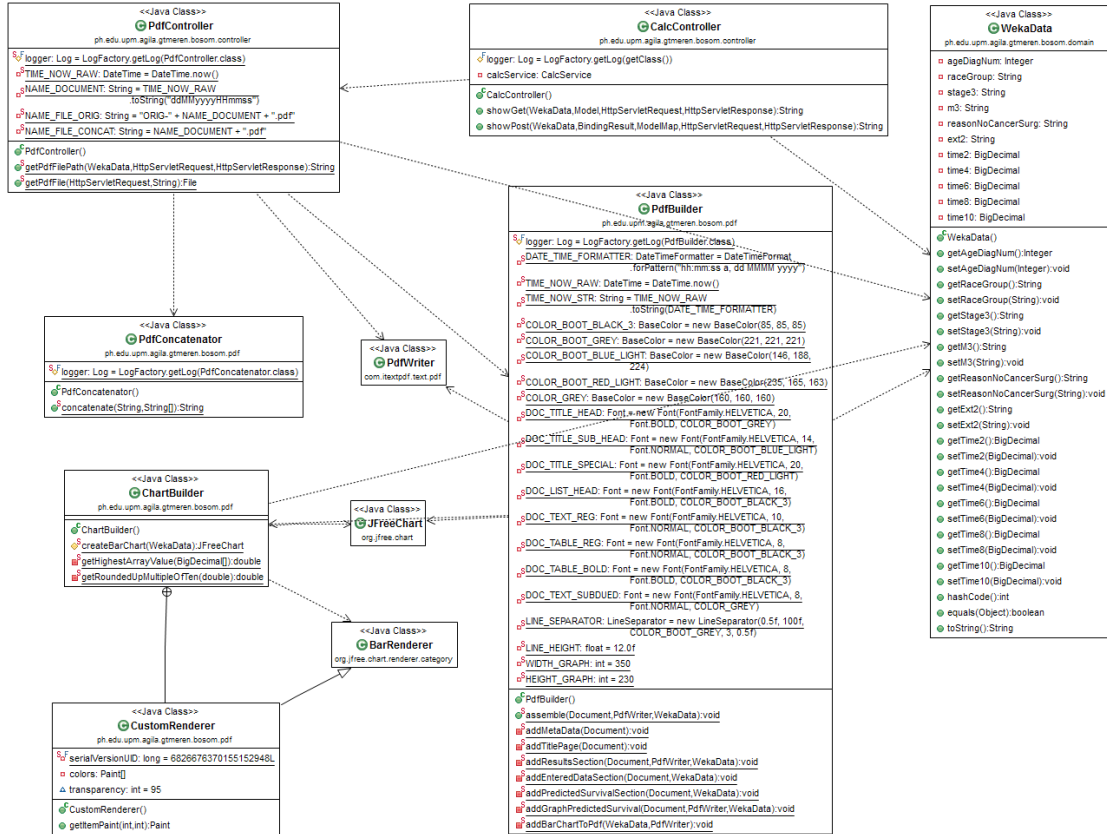 <<Java Class>>
PdfController
ph.edu.upm.agila.gtmeren.bosom.controller
logger: Log = LogFactory.getLog(PdfController.class)
TIME_NOW_RAW: DateTime = DateTime.now()
NAME_DOCUMENT: String = TIME_NOW_RAW
.toString("ddMMyyyyHHmmss")
NAME_FILE_ORIG: String = "ORIG-" + NAME_DOCUMENT + ".pdf"
NAME_FILE_CONCAT: String = NAME_DOCUMENT + ".pdf"
PdfController()
getPdfFilePath(WekaData,HttpServletRequest,HttpServletResponse):String
getPdfFile(HttpServletRequest,String):File
<<Java Class>>
CalcController
ph.edu.upm.agila.gtmeren.bosom.controller
logger: Log = LogFactory.getLog(getClass())
calcService: CalcService
CalcController()
showGet(WekaData,Model,HttpServletRequest,HttpServletResponse):String
showPost(WekaData,BindingResult,ModelMap,HttpServletRequest,HttpServletResponse):String
<<Java Class>>
WekaData
ph.edu.upm.agila.gtmeren.bosom.domain
ageDiagNum: Integer
raceGroup: String
stage3: String
m3: String
reasonNoCancerSurg: String
ext2: String
time2: BigDecimal
time4: BigDecimal
time6: BigDecimal
time8: BigDecimal
time10: BigDecimal
WekaData()
getAgeDiagNum():Integer
setAgeDiagNum(Integer):void
getRaceGroup():String
setRaceGroup(String):void
getStage3():String
setStage3(String):void
getM3():String
setM3(String):void
getReasonNoCancerSurg():String
setReasonNoCancerSurg(String):void
getExt2():String
setExt2(String):void
getTime2():BigDecimal
setTime2(BigDecimal):void
getTime4():BigDecimal
setTime4(BigDecimal):void
getTime6():BigDecimal
setTime6(BigDecimal):void
getTime8():BigDecimal
setTime8(BigDecimal):void
getTime10():BigDecimal
setTime10(BigDecimal):void
hashCode():int
equals(Object):boolean
toString():String
<<Java Class>>
PdfBuilder
ph.edu.upm.agila.gtmeren.bosom.pdf
logger: Log = LogFactory.getLog(PdfBuilder.class)
DATE_TIME_FORMATTER: DateTimeFormatter = DateTimeFormat
.forPattern("hh:mm:ss a, dd MMMM yyyy")
TIME_NOW_RAW: DateTime = DateTime.now()
TIME_NOW_STR: String = TIME_NOW_RAW
.toString(DATE_TIME_FORMATTER)
COLOR_BOOT_BLACK_3: BaseColor = new BaseColor(85, 85, 85)
COLOR_BOOT_GREY: BaseColor = new BaseColor(221, 221, 221)
COLOR_BOOT_BLUE_LIGHT: BaseColor = new BaseColor(146, 188,
224)
COLOR_BOOT_RED_LIGHT: BaseColor = new BaseColor(235, 165, 163)
COLOR_GREY: BaseColor = new BaseColor(160, 160, 160)
DOC_TITLE_HEAD: Font = new Font(FontFamily.HELVETICA, 20,
Font.BOLD, COLOR_BOOT_GREY)
DOC_TITLE_SUB_HEAD: Font = new Font(FontFamily.HELVETICA, 14,
Font.NORMAL, COLOR_BOOT_BLUE_LIGHT)
DOC_TITLE_SPECIAL: Font = new Font(FontFamily.HELVETICA, 20,
Font.BOLD, COLOR_BOOT_RED_LIGHT)
DOC_LIST_HEAD: Font = new Font(FontFamily.HELVETICA, 16,
Font.BOLD, COLOR_BOOT_BLACK_3)
DOC_TEXT_REG: Font = new Font(FontFamily.HELVETICA, 10,
Font.NORMAL, COLOR_BOOT_BLACK_3)
DOC_TABLE_REG: Font = new Font(FontFamily.HELVETICA, 8,
Font.NORMAL, COLOR_BOOT_BLACK_3)
DOC_TABLE_BOLD: Font = new Font(FontFamily.HELVETICA, 8,
Font.BOLD, COLOR_BOOT_BLACK_3)
DOC_TEXT_SUBDUED: Font = new Font(FontFamily.HELVETICA, 8,
Font.NORMAL, COLOR_GREY)
LINE_SEPARATOR: LineSeparator = new LineSeparator(0.5f, 100f,
COLOR_BOOT_GREY, 3, 0.5f)
LINE_HEIGHT: float = 12.0f
WIDTH_GRAPH: int = 350
HEIGHT_GRAPH: int = 230
PdfBuilder()
assemble(Document,PdfWriter,WekaData):void
addMetaData(Document):void
addTitlePage(Document):void
addResultsSection(Document,PdfWriter,WekaData):void
addEnteredDataSection(Document,WekaData):void
addPredictedSurvivalSection(Document,WekaData):void
addGraphPredictedSurvival(Document,PdfWriter,WekaData):void
addBarChartToPdf(WekaData,PdfWriter):void
<<Java Class>>
PdfConcatenator
ph.edu.upm.agila.gtmeren.bosom.pdf
logger: Log = LogFactory.getLog(PdfConcatenator.class)
PdfConcatenator()
concatenate(String,String[]):String
<<Java Class>>
PdfWriter
com.itextpdf.text.pdf
<<Java Class>>
ChartBuilder
ph.edu.upm.agila.gtmeren.bosom.pdf
ChartBuilder()
createBarChart(WekaData):JFreeChart
getHighestArrayValue(BigDecimal[]):double
getRoundedUpMultipleOfTen(double):double
<<Java Class>>
JFreeChart
org.jfree.chart
<<Java Class>>
BarRenderer
org.jfree.chart.renderer.category
<<Java Class>>
CustomRenderer
ph.edu.upm.agila.gtmeren.bosom.pdf
serialVersionUID: long = 6826676370155152948L
colors: Paint[]
transparency: int = 95
CustomRenderer()
getItemPaint(int,int):Paint